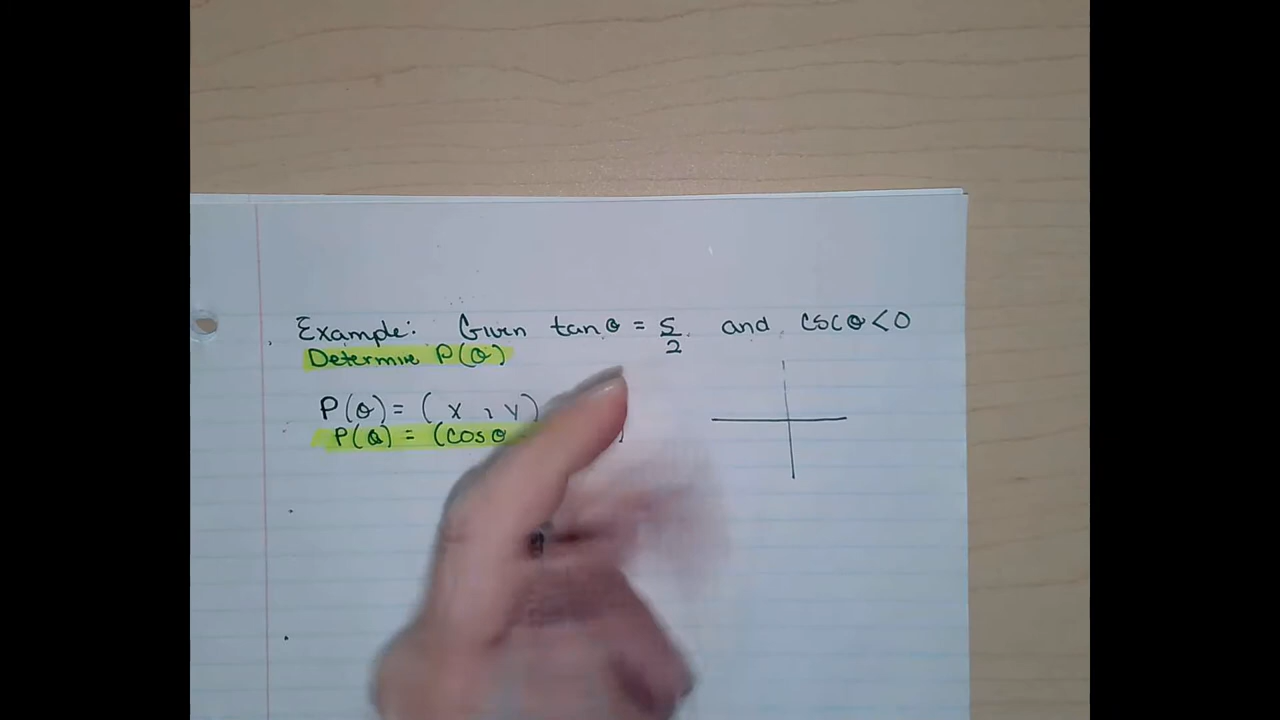 Example: Given tan θ = 5/2 and csc θ < 0
Determine P(θ)
P(θ) = ( x , y )
P(θ) = (cos θ